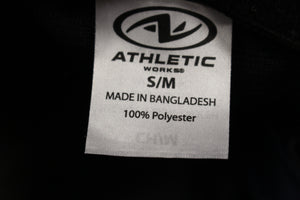 ATHLETIC
WORKS®
S/M
MADE IN BANGLADESH
100% Polyester